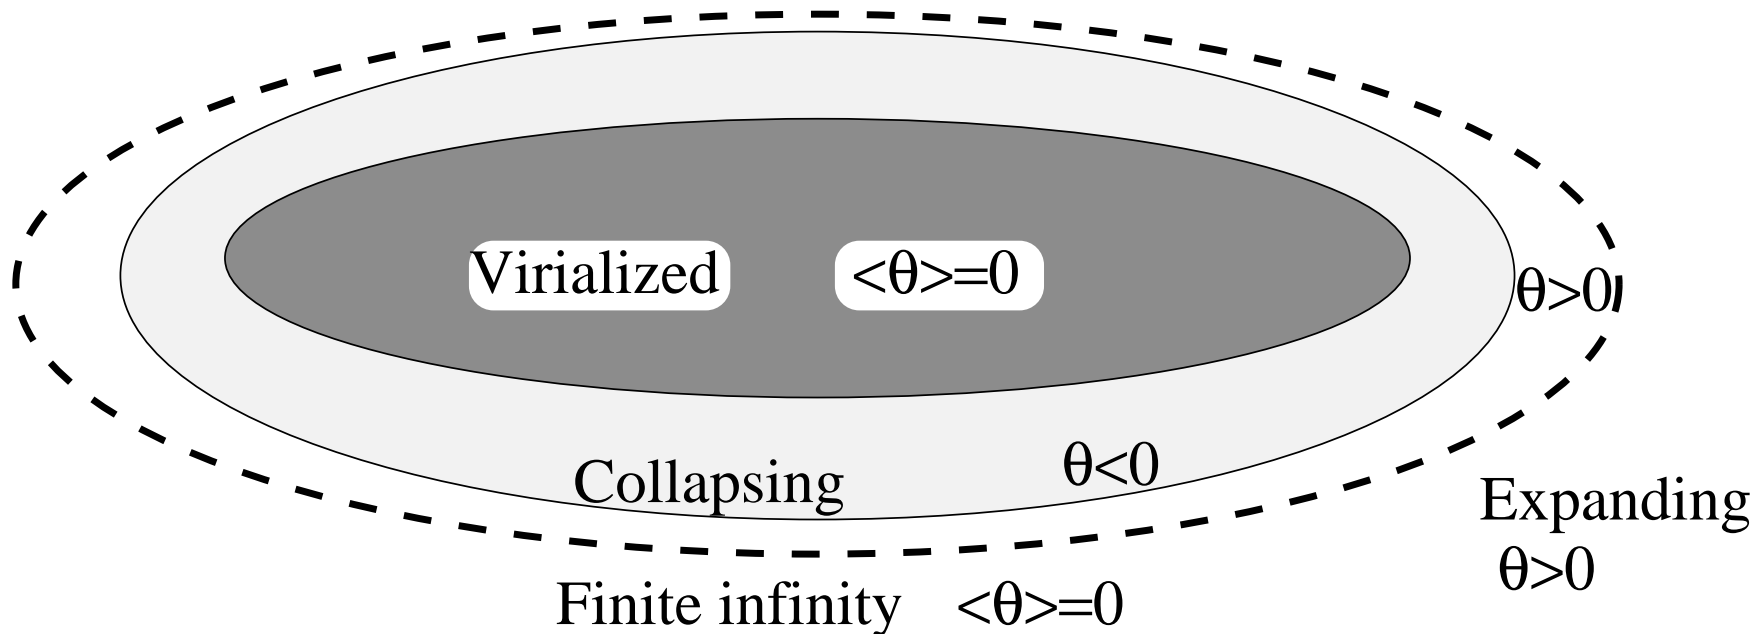 Virialized <θ>=0
θ>0
Collapsing θ<0
Expanding
θ>0
Finite infinity <θ>=0